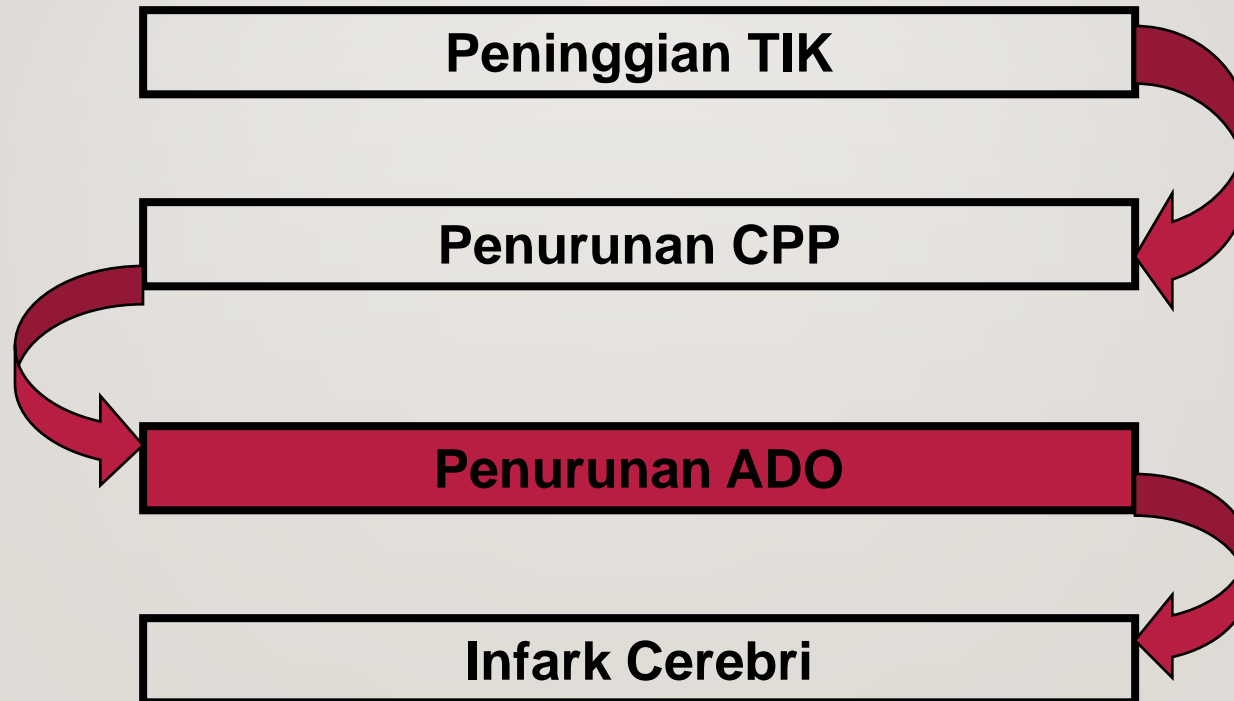 Peninggian TIK
Penurunan CPP
Penurunan ADO
Infark Cerebri